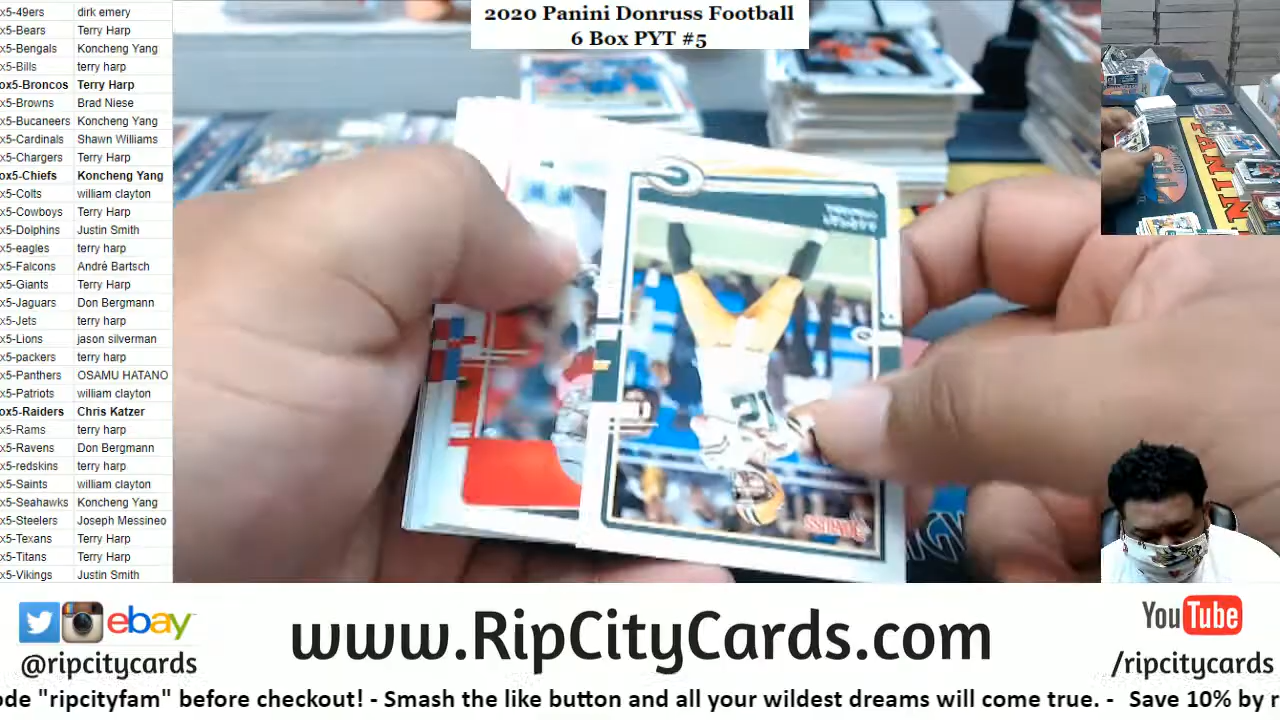 2020 Panini Donruss Football
6 Box PYT #5
x5-49ers dirk emery
x5-Bears Terry Harp
x5-Bengals Koncheng Yang
x5-Bills terry harp
ox5-Broncos Terry Harp
x5-Browns Brad Niese
x5-Bucaneers Koncheng Yang
x5-Cardinals Shawn Williams
x5-Chargers Terry Harp
ox5-Chiefs Koncheng Yang
x5-Colts william clayton
x5-Cowboys Terry Harp
x5-Dolphins Justin Smith
x5-eagles terry harp
x5-Falcons André Bartsch
x5-Giants Terry Harp
x5-Jaguars Don Bergmann
x5-Jets terry harp
x5-Lions jason silverman
x5-packers terry harp
x5-Panthers OSAMU HATANO
x5-Patriots william clayton
ox5-Raiders Chris Katzer
x5-Rams terry harp
x5-Ravens Don Bergmann
x5-redskins terry harp
x5-Saints william clayton
x5-Seahawks Koncheng Yang
x5-Steelers Joseph Messineo
x5-Texans Terry Harp
x5-Titans Terry Harp
x5-Vikings Justin Smith
12
ebay
@ripcitycards
www.RipCityCards.com
YouTube
/ripcitycards
ode "ripcityfam" before checkout! - Smash the like button and all your wildest dreams will come true. - Save 10% by